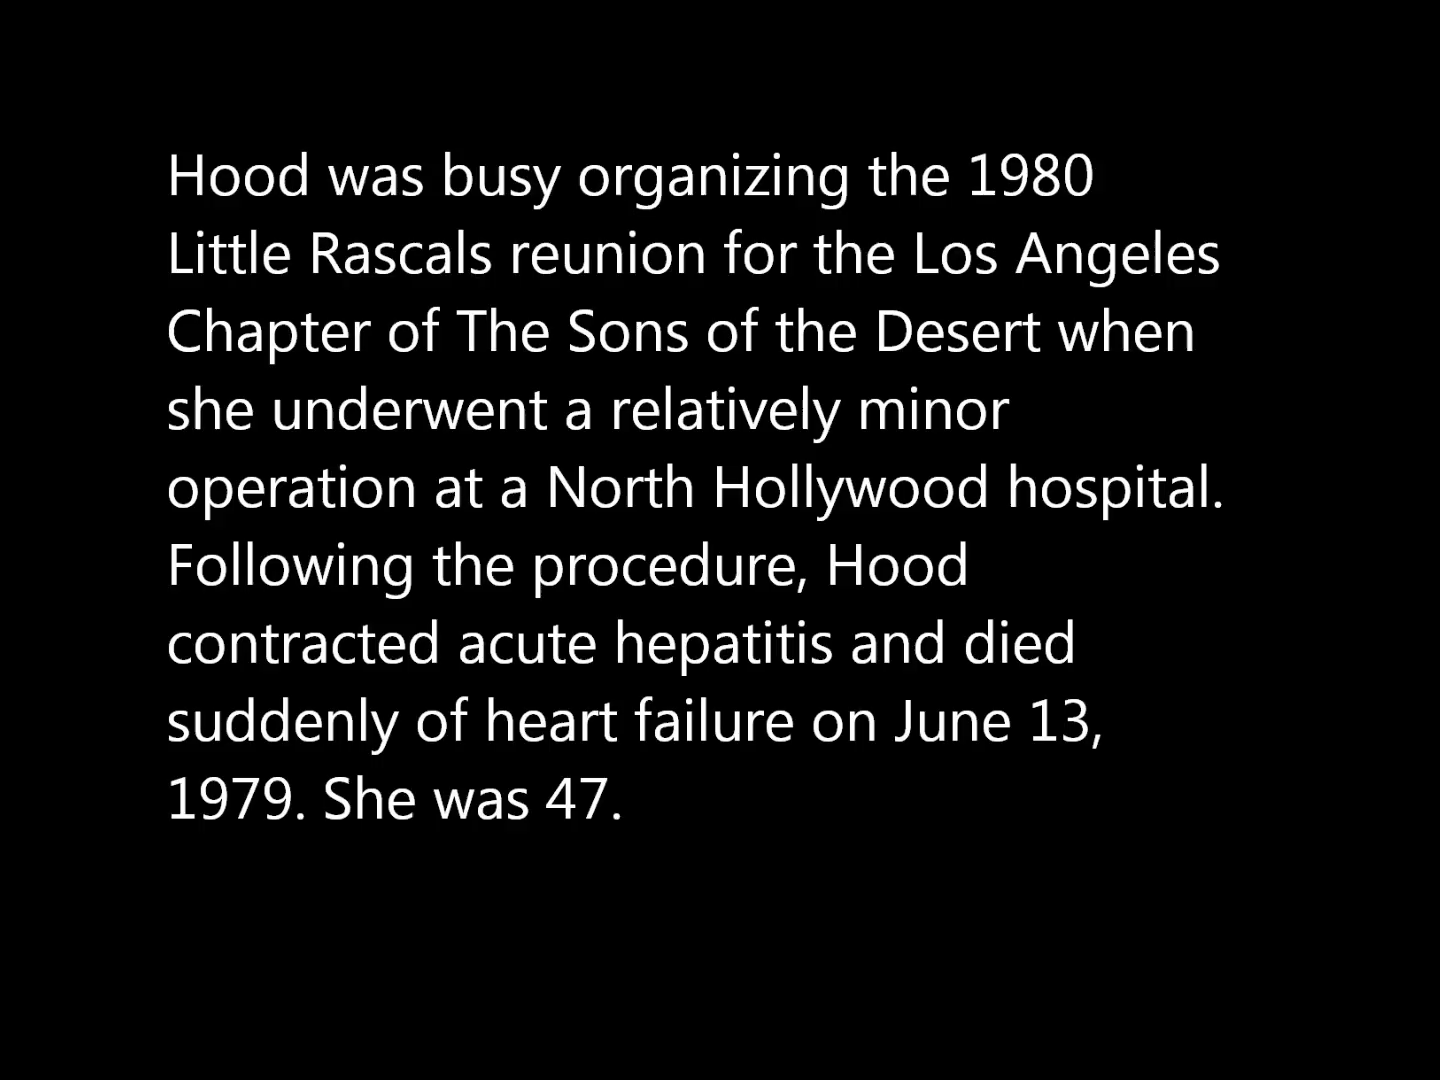 Hood was busy organizing the 1980
Little Rascals reunion for the Los Angeles
Chapter of The Sons of the Desert when
she underwent a relatively minor
operation at a North Hollywood hospital.
Following the procedure, Hood
contracted acute hepatitis and died
suddenly of heart failure on June 13,
1979. She was 47.